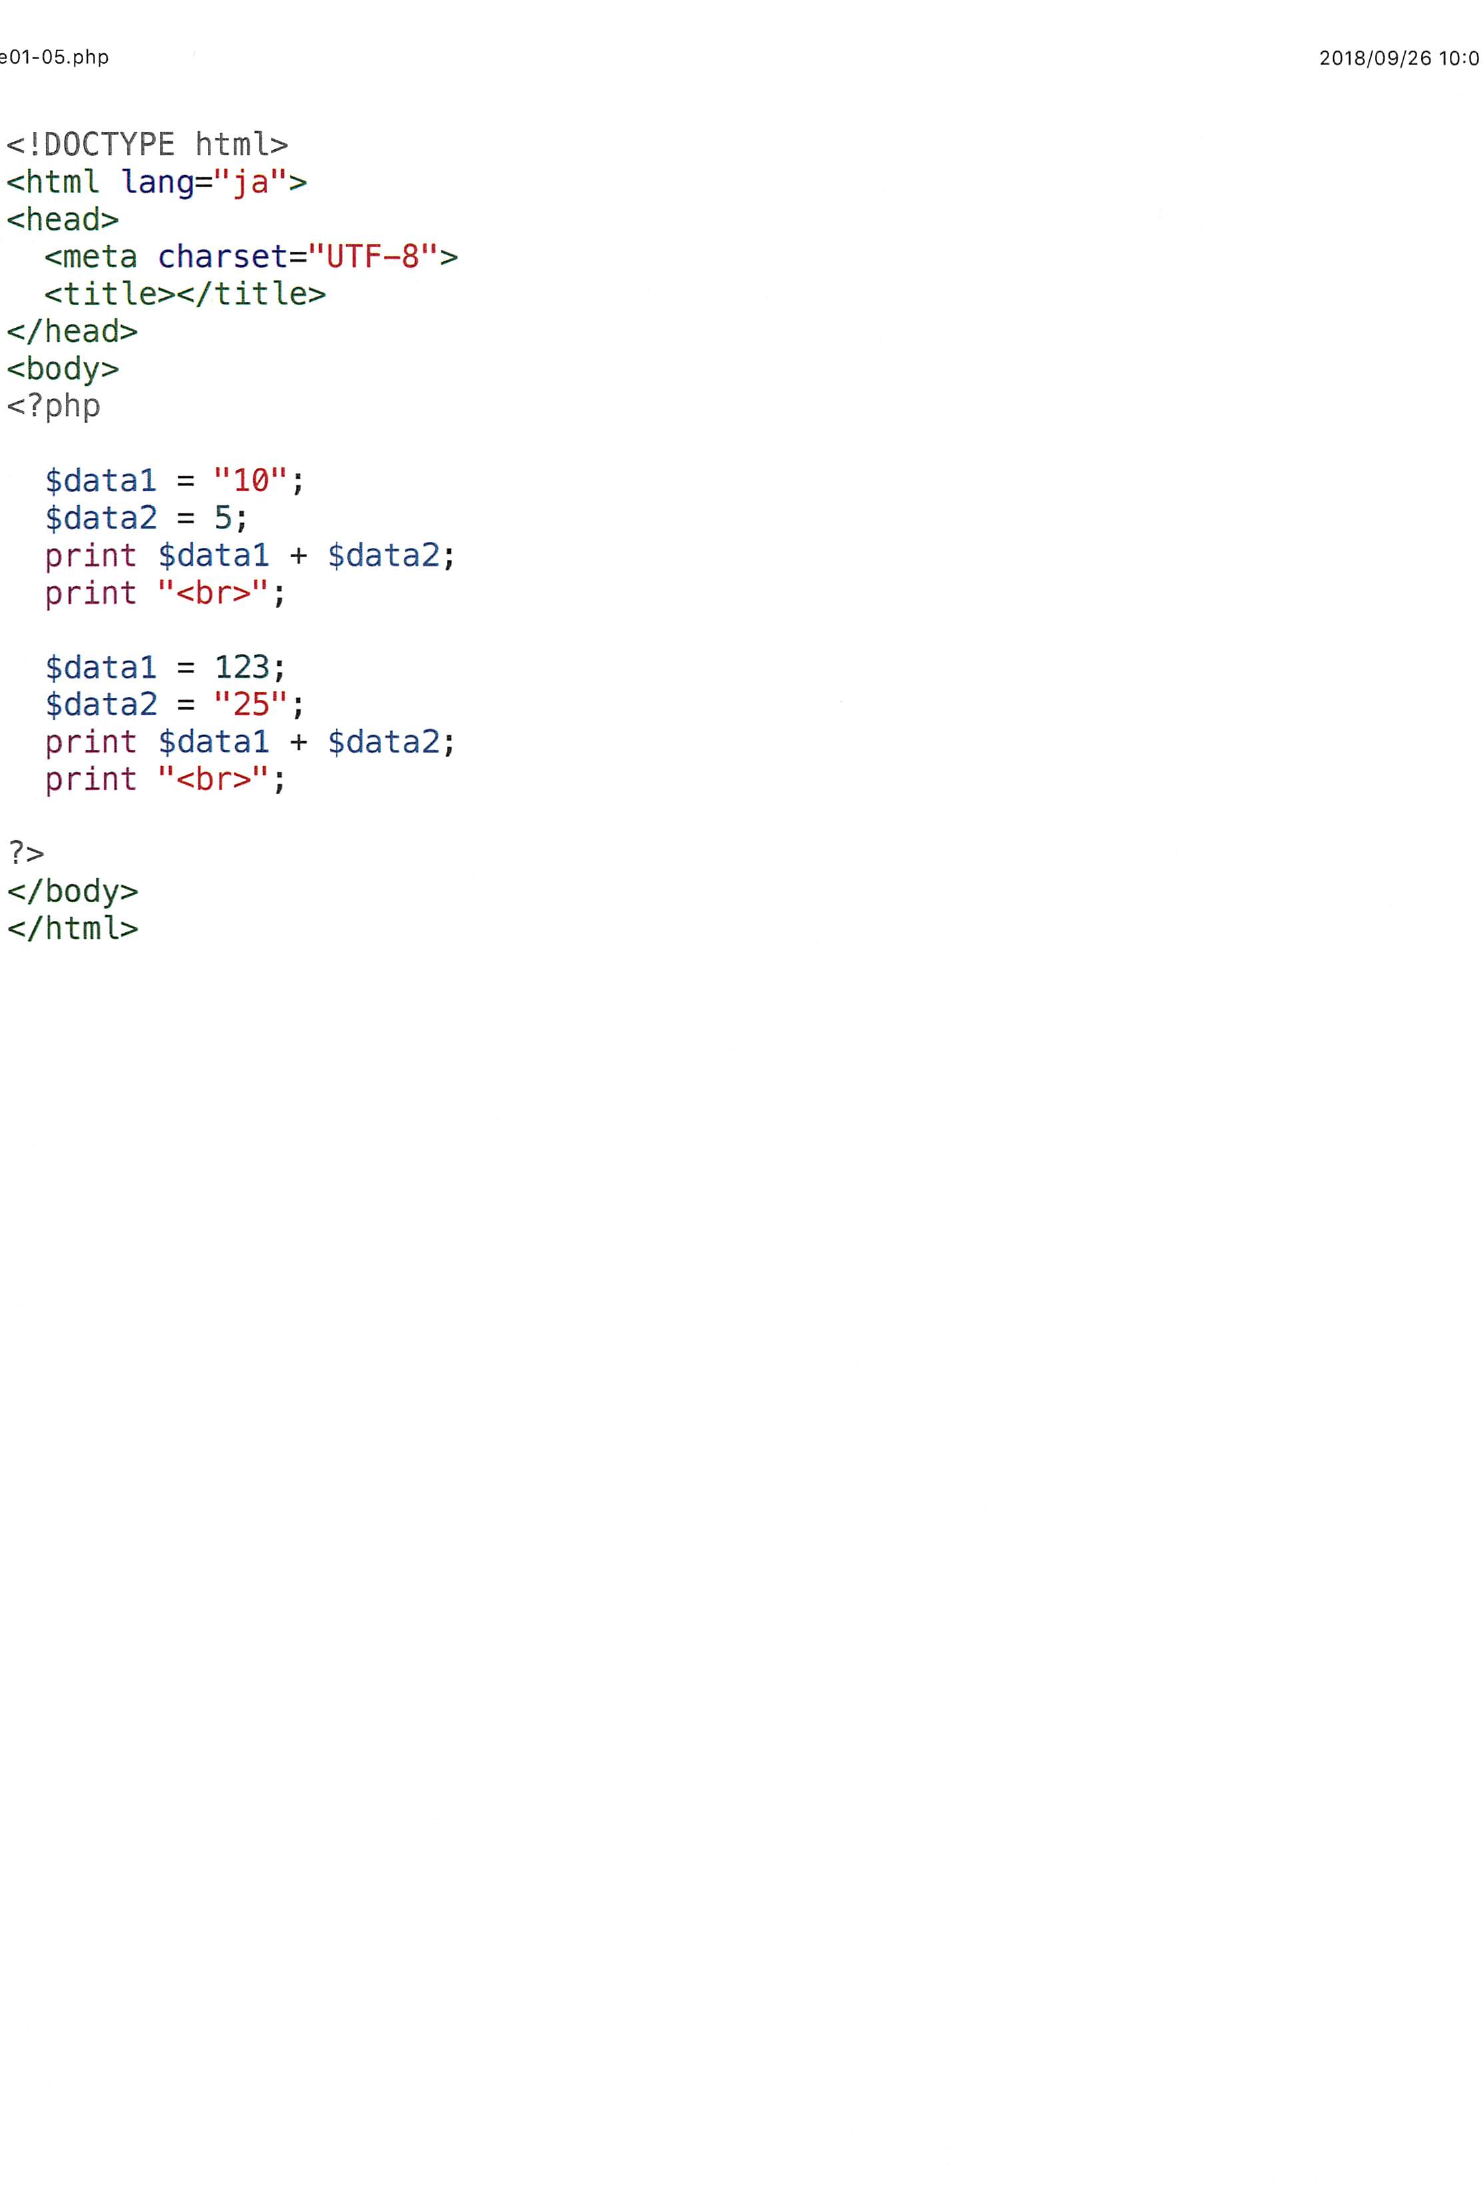 e01-05.php
2018/09/26 10:0
<!DOCTYPE html>
<html lang="ja">
<head>
  <meta charset="UTF-8">
  <title></title>
</head>
<body>
<?php

  $data1 = "10";
  $data2 = 5;
  print $data1 + $data2;
  print "<br>";

  $data1 = 123;
  $data2 = "25";
  print $data1 + $data2;
  print "<br>";

?>
</body>
</html>